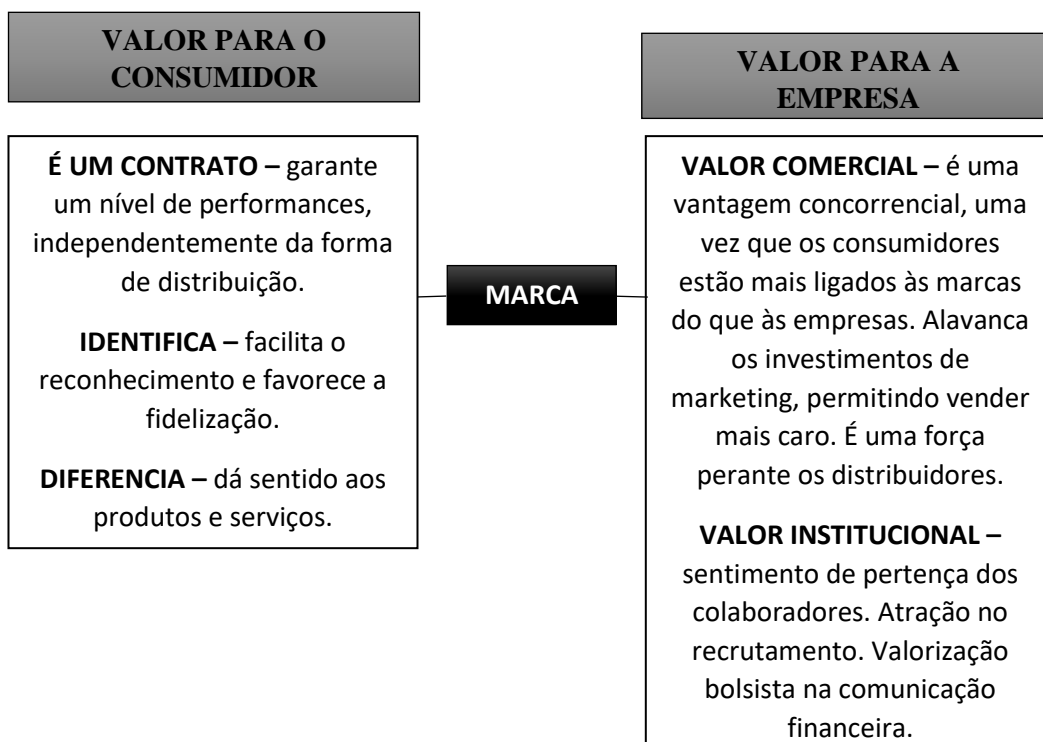 VALOR PARA O
CONSUMIDOR
É UM CONTRATO – garante
um nível de performances,
independentemente da forma
de distribuição.
IDENTIFICA – facilita o
reconhecimento e favorece a
fidelização.
DIFERENCIA – dá sentido aos
produtos e serviços.
MARCA
VALOR PARA A
EMPRESA
VALOR COMERCIAL – é uma
vantagem concorrencial, uma
vez que os consumidores
estão mais ligados às marcas
do que às empresas. Alavanca
os investimentos de
marketing, permitindo vender
mais caro. É uma força
perante os distribuidores.
VALOR INSTITUCIONAL –
sentimento de pertença dos
colaboradores. Atração no
recrutamento. Valorização
bolsista na comunicação
financeira.